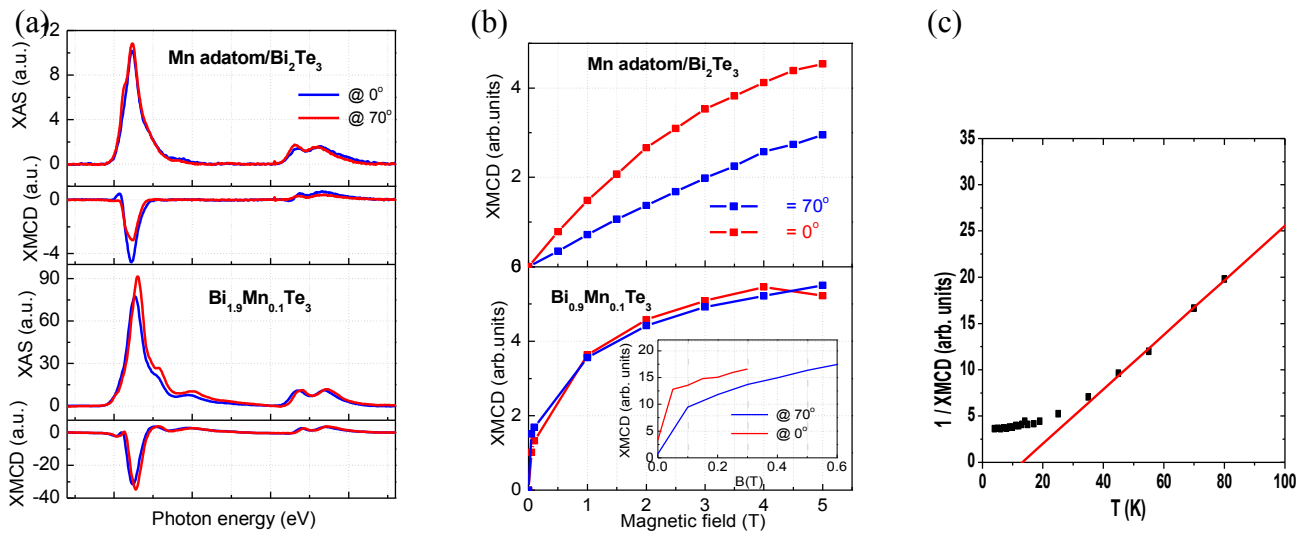 (a)
12
8
4
0
XAS (a.u.)
Mn adatom/Bi2Te3
@ 0°
@ 70°
0
-4
XMCD (a.u.)
90
60
30
0
XAS (a.u.)
Bi1.9Mn0.1Te3
0
-20
-40
XMCD (a.u.)
Photon energy (eV)
(b)
4
2
6
XMCD (arb.units)
Mn adatom/Bi2Te3
= 70°
= 0°
4
2
0
XMCD (arb.units)
Bi0.9Mn0.1Te3
25
20
15
10
5
0
XMCD (arb. units)
@ 70°
@ 0°
0.0 0.2 0.4 0.6
B(T)
0 1 2 3 4 5
Magnetic field (T)
(c)
35
30
25
20
15
10
5
0
1 / XMCD (arb. units)
0 20 40 60 80 100
T (K)